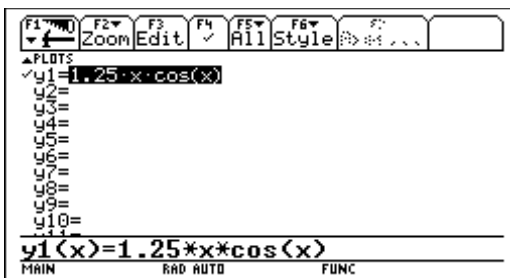 F1 F2 F3 F4 F5 F6
Zoom Edit ✓ All Style
▲PLOTS
✓y1=1.25·x·cos(x)
y2=
y3=
y4=
y5=
y6=
y7=
y8=
y9=
y10=
y1(x)=1.25*x*cos(x)
MAIN RAD AUTO FUNC